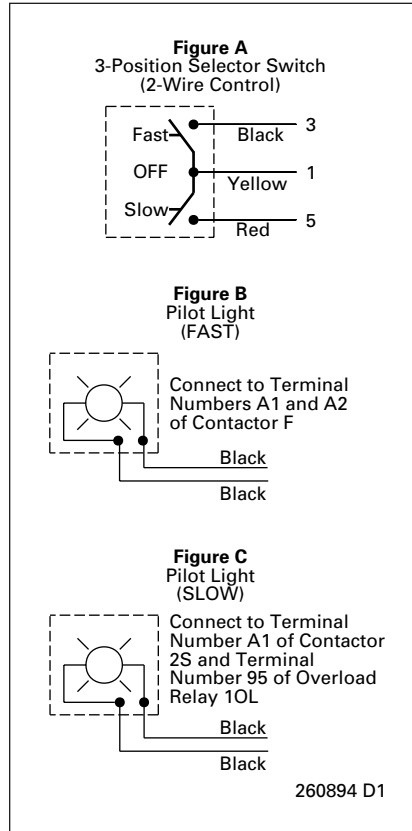 Figure A
3-Position Selector Switch
(2-Wire Control)
Fast
Black 3
OFF
Yellow 1
Slow
Red 5
Figure B
Pilot Light
(FAST)
Connect to Terminal
Numbers A1 and A2
of Contactor F
Black
Black
Figure C
Pilot Light
(SLOW)
Connect to Terminal
Number A1 of Contactor
2S and Terminal
Number 95 of Overload
Relay 1OL
Black
Black
260894 D1